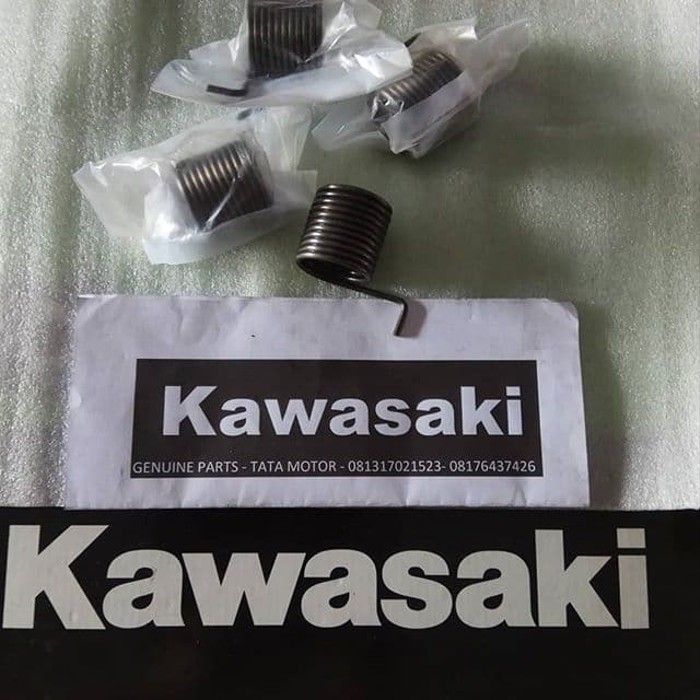 Kawasaki
GENUINE PARTS - TATA MOTOR - 081317021523- 08176437426
Kawasaki